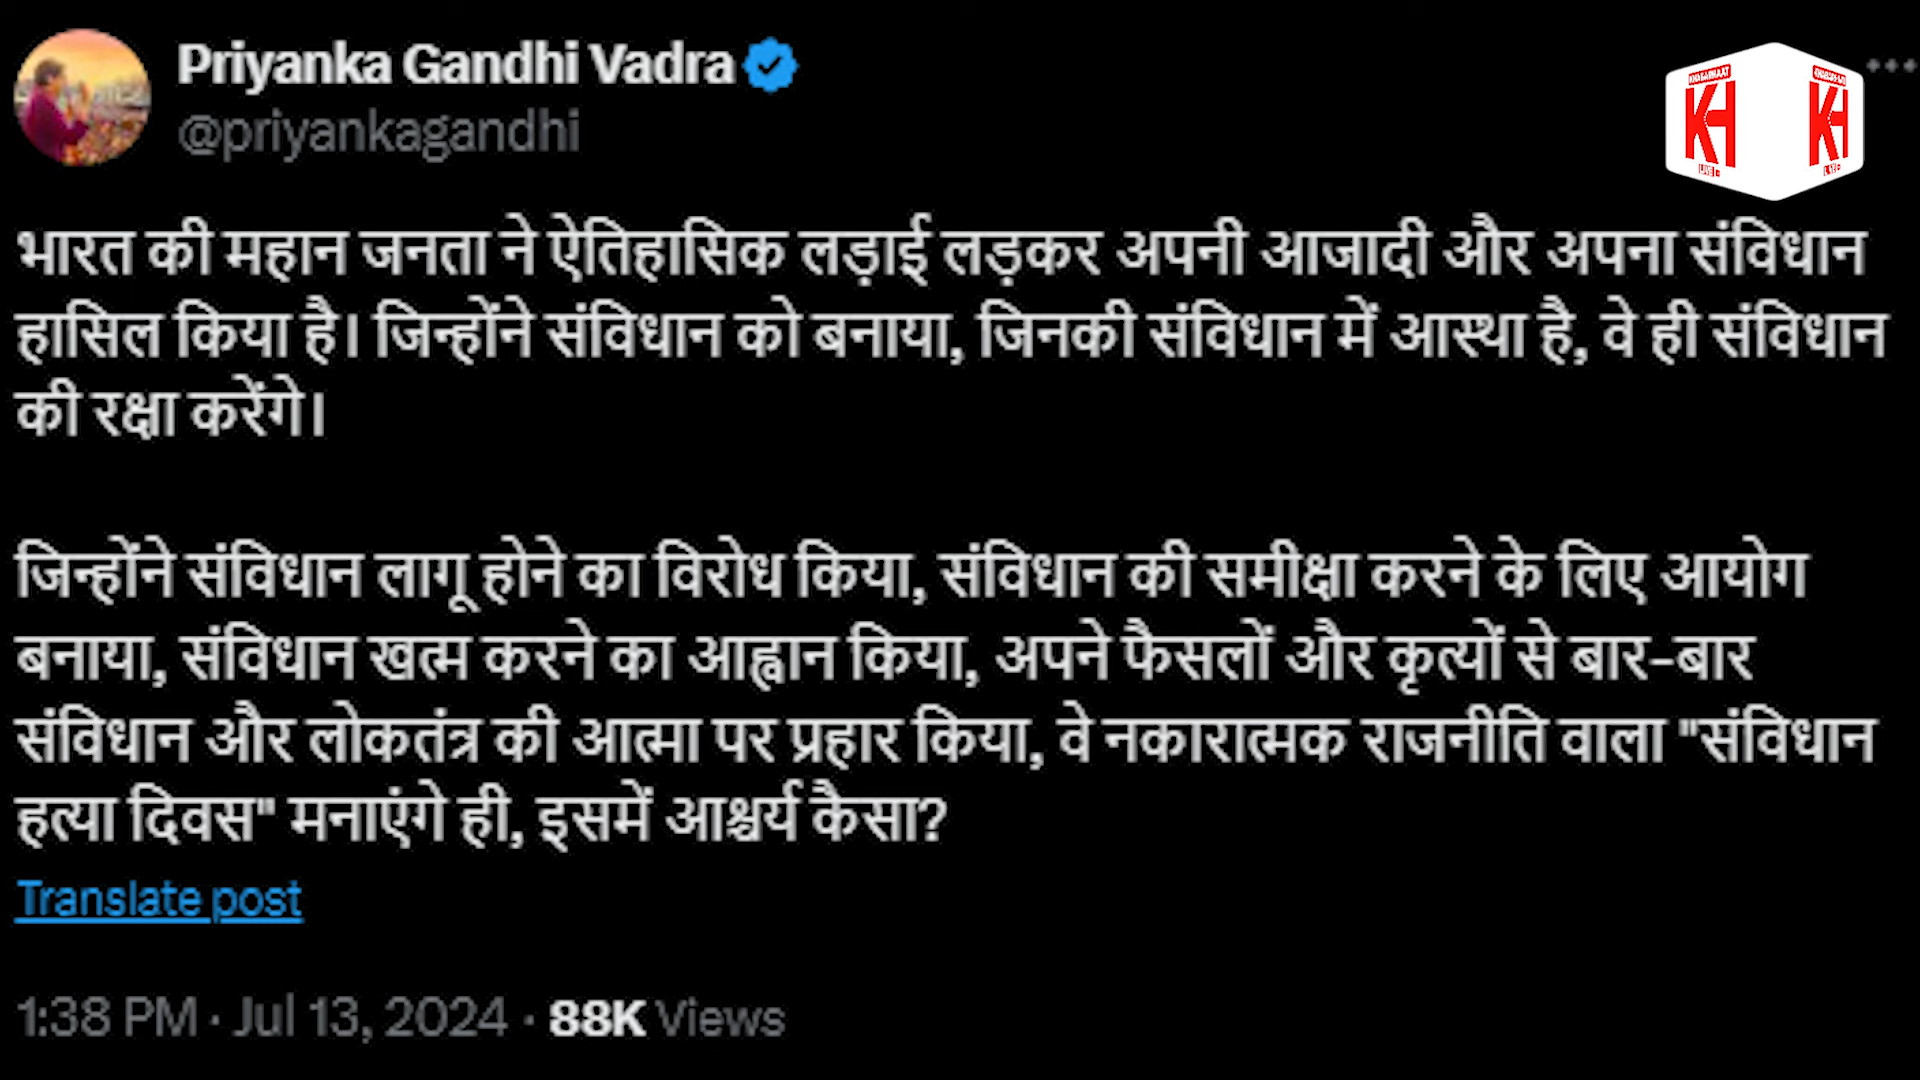 Priyanka Gandhi Vadra
@priyankagandhi
भारत की महान जनता ने ऐतिहासिक लड़ाई लड़कर अपनी आजादी और अपना संविधान
हासिल किया है। जिन्होंने संविधान को बनाया, जिनकी संविधान में आस्था है, वे ही संविधान
की रक्षा करेंगे।
जिन्होंने संविधान लागू होने का विरोध किया, संविधान की समीक्षा करने के लिए आयोग
बनाया, संविधान खत्म करने का आह्वान किया, अपने फैसलों और कृत्यों से बार-बार
संविधान और लोकतंत्र की आत्मा पर प्रहार किया, वे नकारात्मक राजनीति वाला "संविधान
हत्या दिवस" मनाएंगे ही, इसमें आश्चर्य कैसा?
Translate post
1:38 PM · Jul 13, 2024 · 88K Views
KH
KH